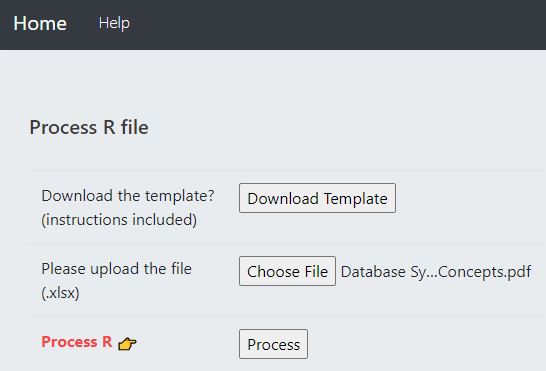 Home Help
Process R file
Download the template? Download Template
(instructions included)
Please upload the file Choose File Database Sy...Concepts.pdf
(.xlsx)
Process R 👉 Process